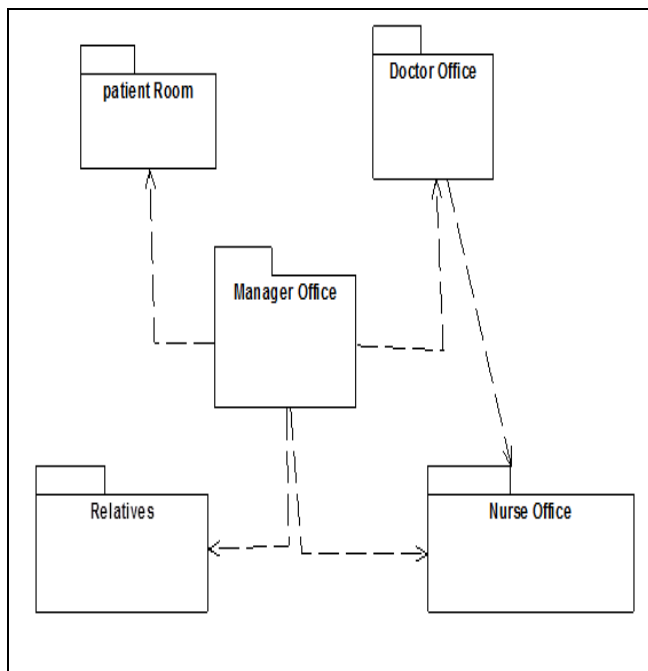 patient Room
Doctor Office
Manager Office
Relatives
Nurse Office